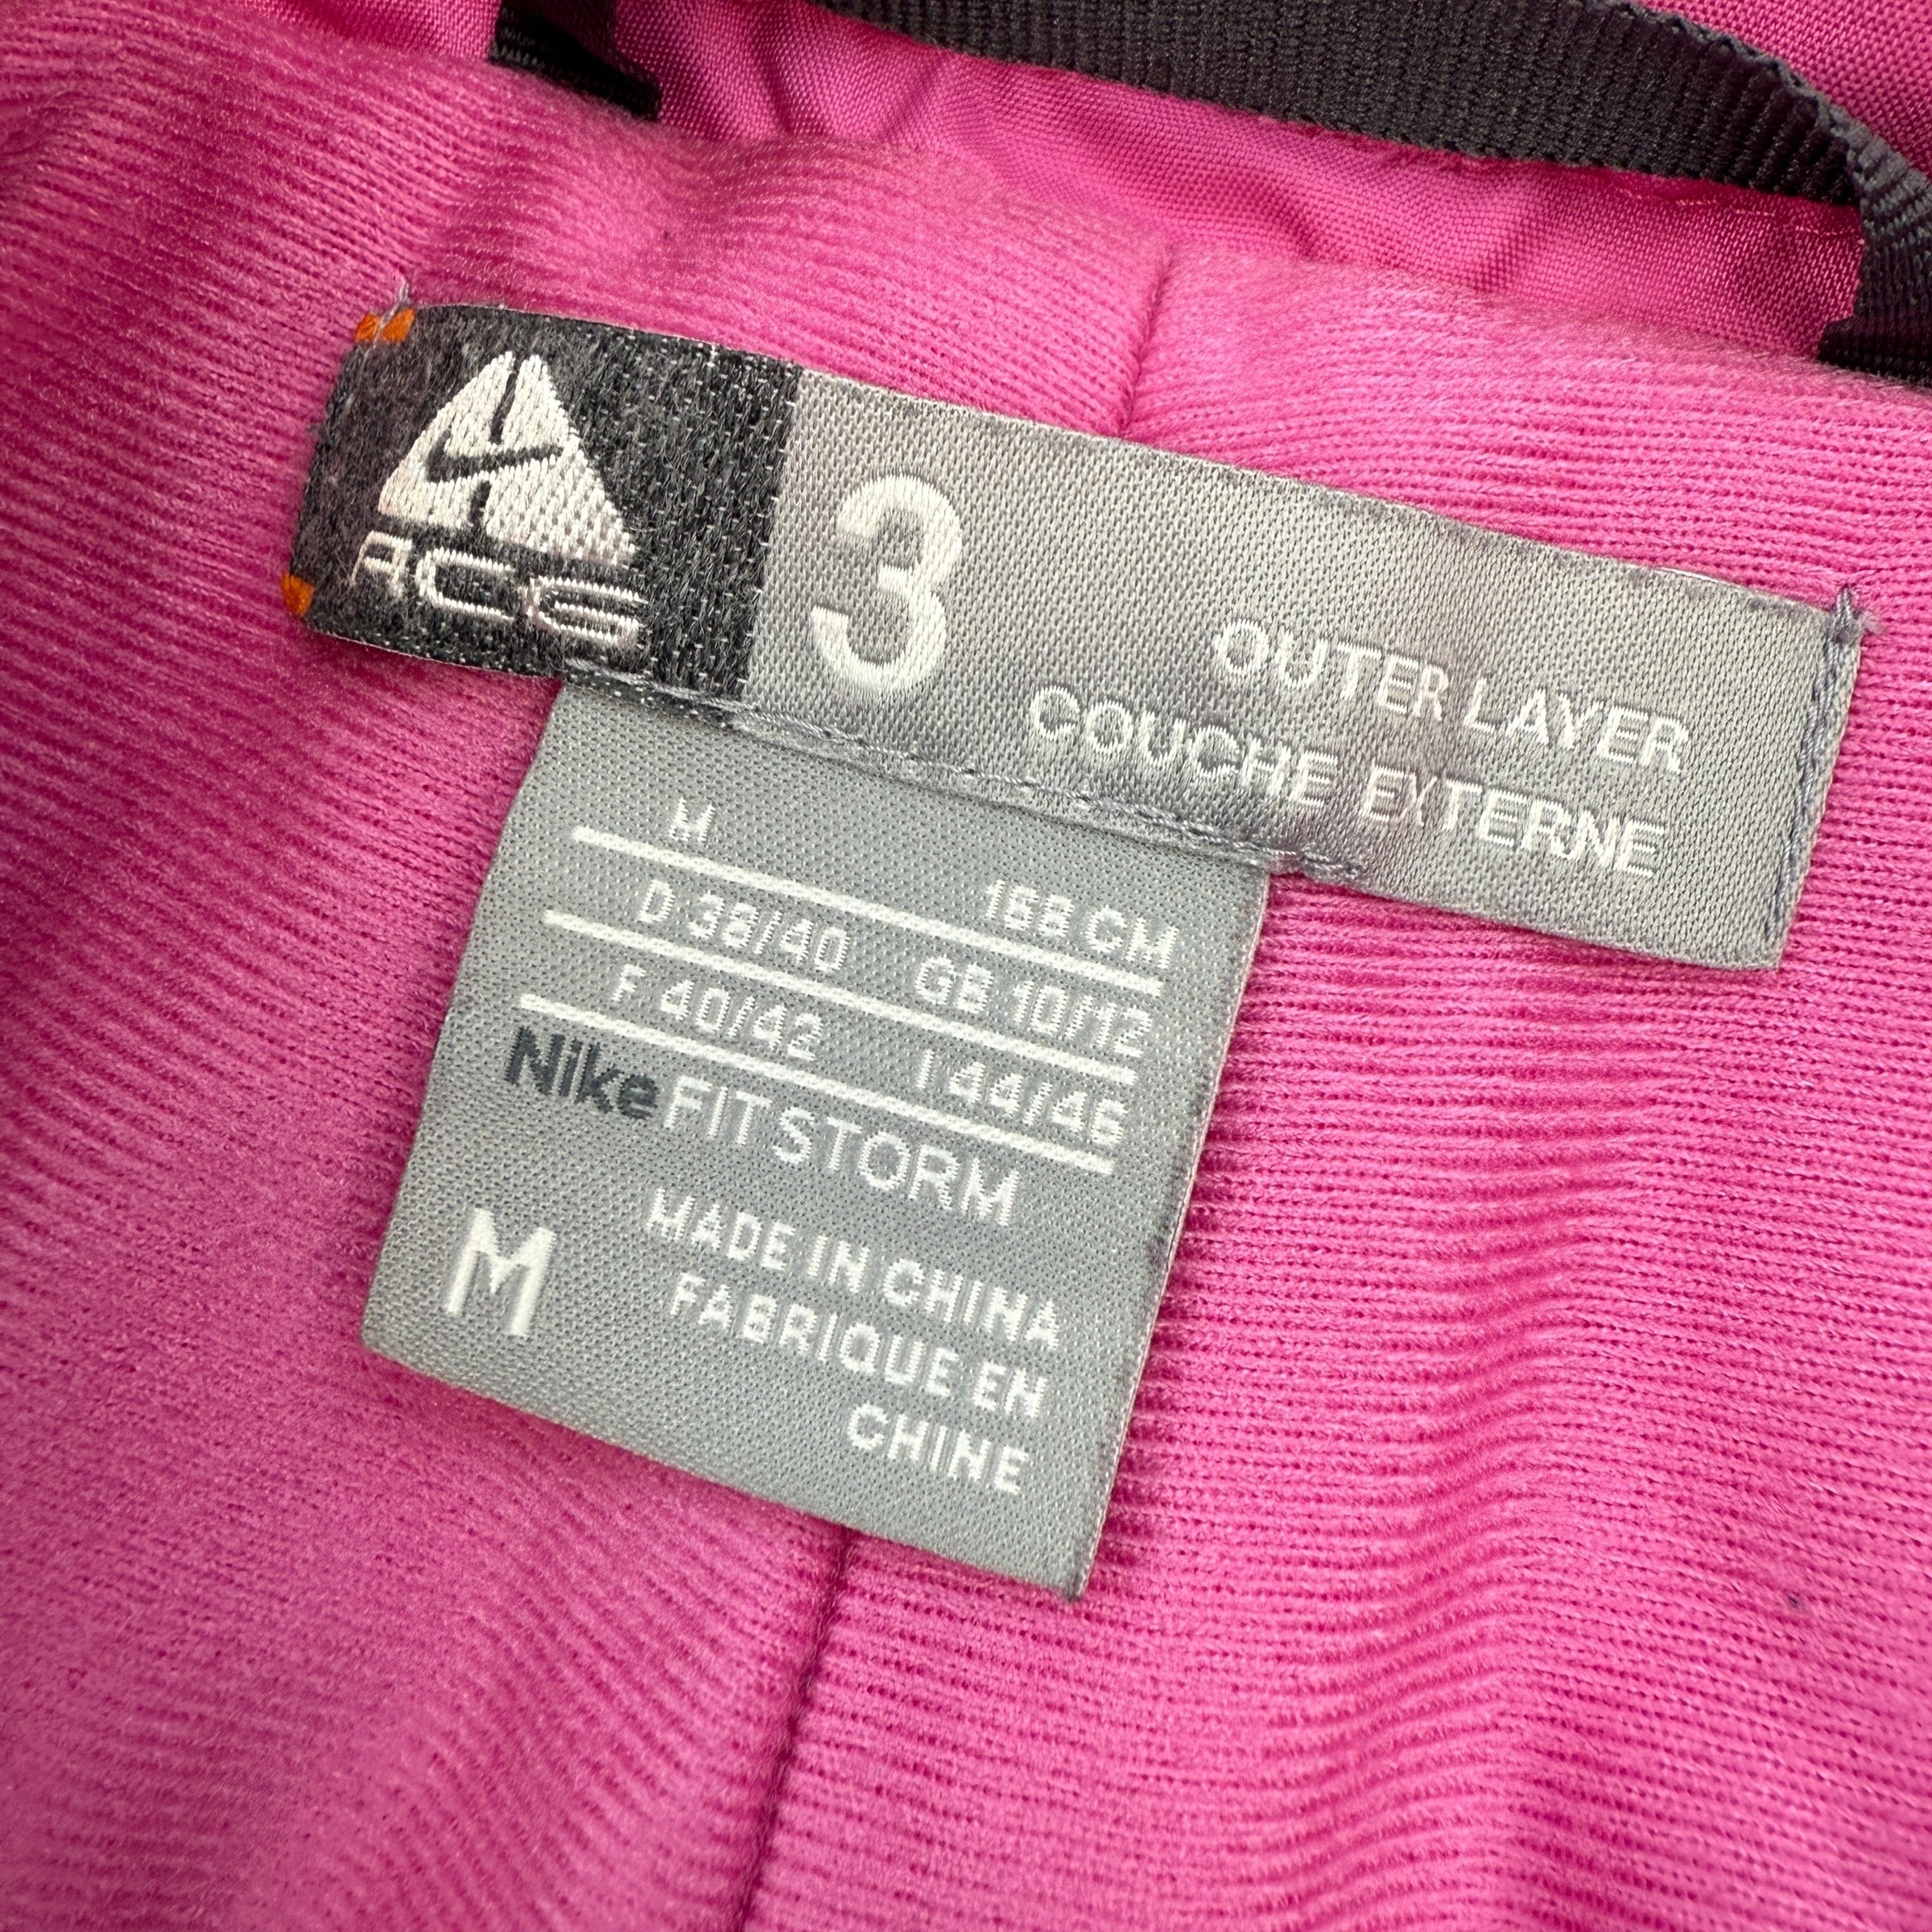 ACG
3
OUTER LAYER
COUCHE EXTERNE
M 168 CM
D 38/40 GB 10/12
F 40/42 I 44/46
Nike FIT STORM
M
MADE IN CHINA
FABRIQUE EN
CHINE